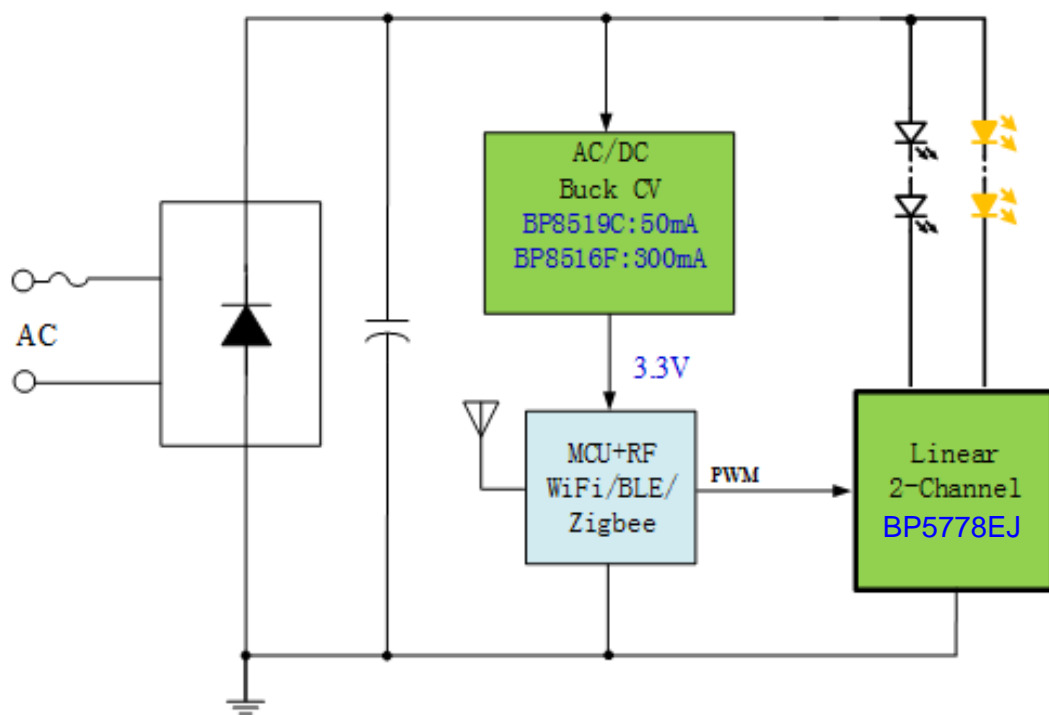 AC
AC/DC
Buck CV
BP8519C:50mA
BP8516F:300mA
3.3V
MCU+RF
WiFi/BLE/
Zigbee
PWM
Linear
2-Channel
BP5778EJ